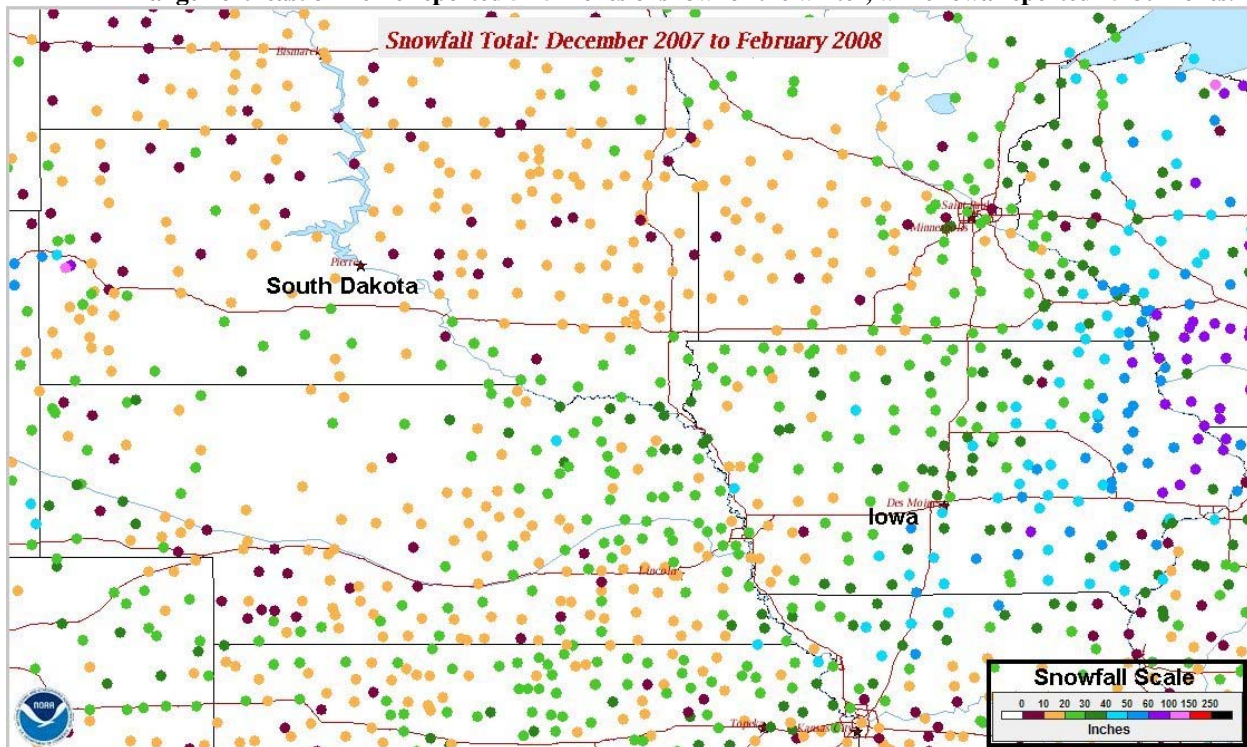 Snowfall Total: December 2007 to February 2008
Bismarck
Saint Paul
Minneapolis
Pierre
South Dakota
Des Moines
Iowa
Lincoln
Topeka
Kansas City
NOAA
Snowfall Scale
0 10 20 30 40 50 60 100 150 250
Inches